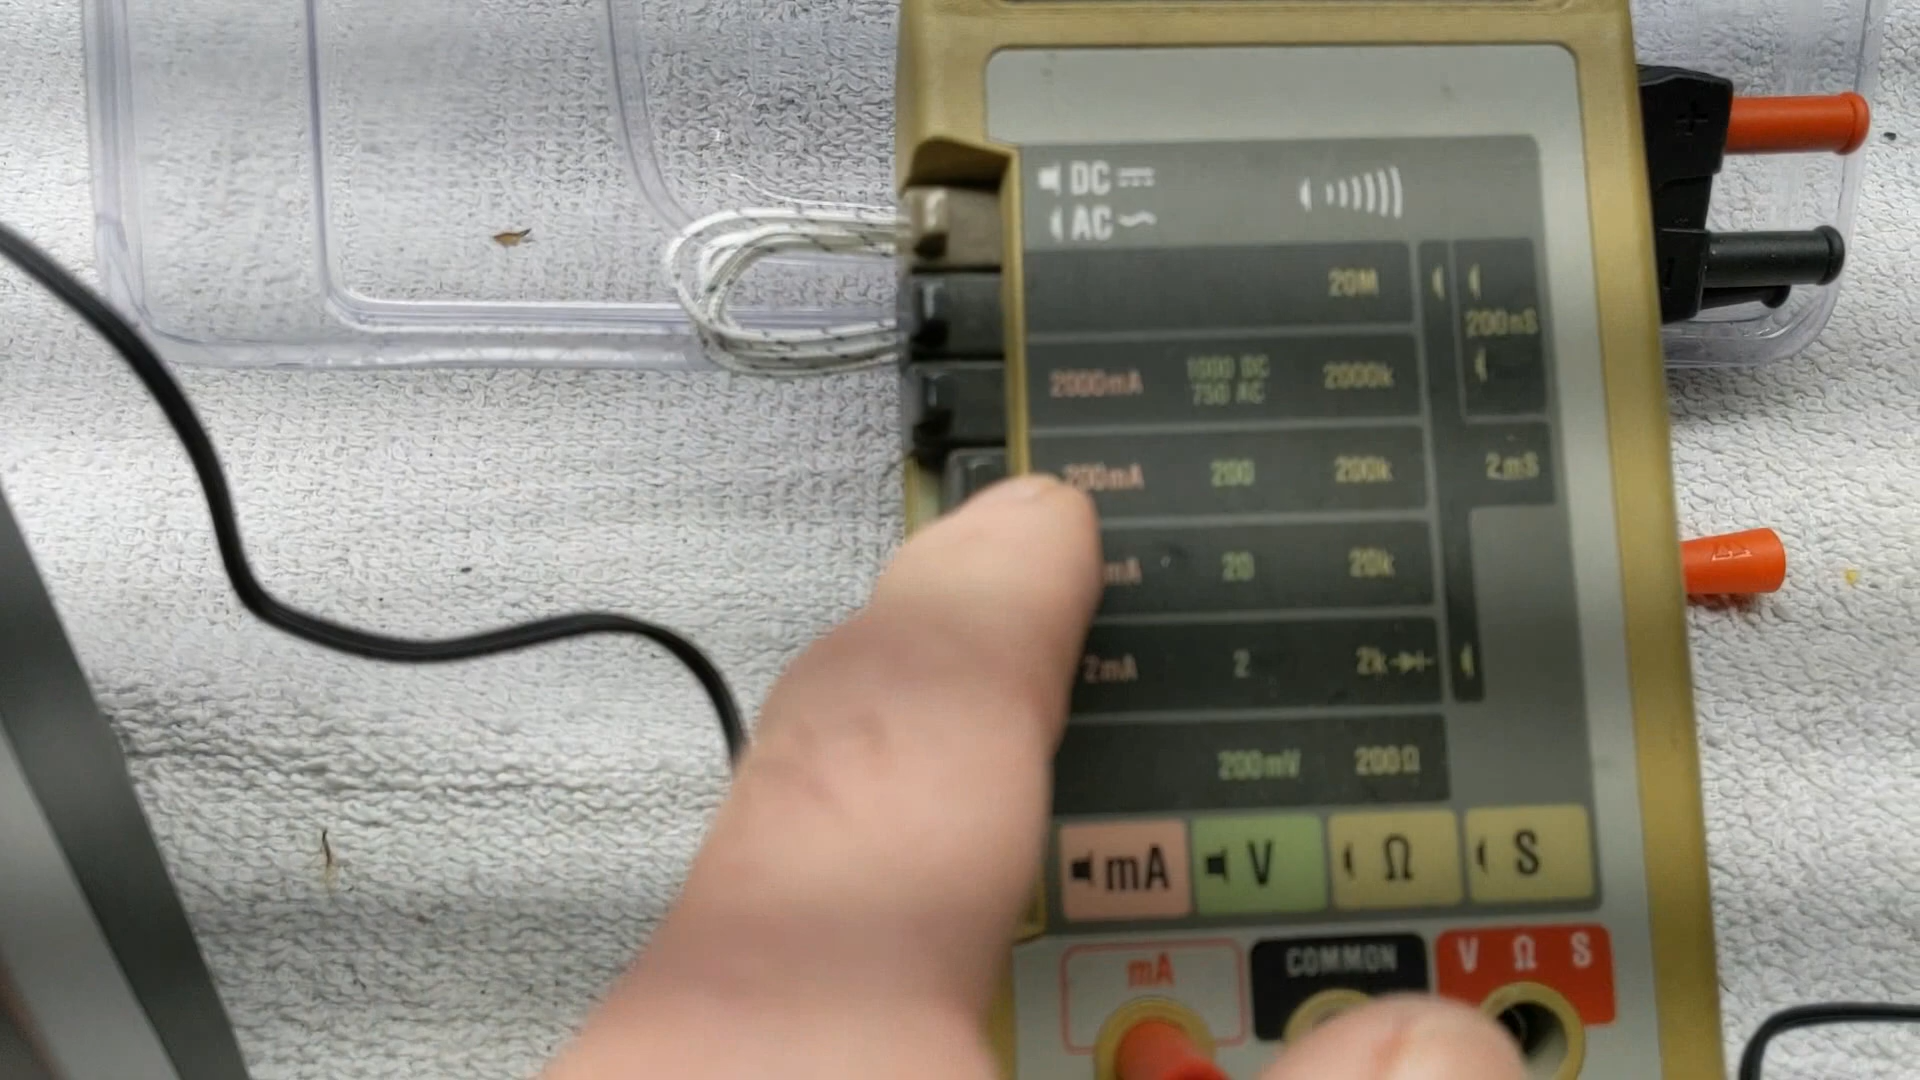 DC
AC
20M
200nS
2000mA 1000 DC 2000k
750 AC
200mA 200 200k 2mS
mA 20 20k
2mA 2 2k
200mV 200Ω
mA V Ω S
mA COMMON V Ω S
+